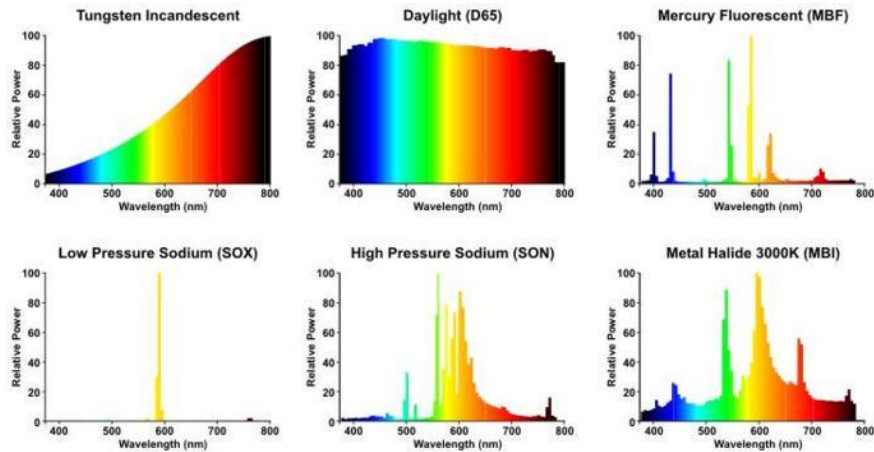 Tungsten Incandescent
Relative Power
100
80
60
40
20
0
400 500 600 700 800
Wavelength (nm)
Daylight (D65)
Relative Power
100
80
60
40
20
0
400 500 600 700 800
Wavelength (nm)
Mercury Fluorescent (MBF)
Relative Power
100
80
60
40
20
0
400 500 600 700 800
Wavelength (nm)
Low Pressure Sodium (SOX)
Relative Power
100
80
60
40
20
0
400 500 600 700 800
Wavelength (nm)
High Pressure Sodium (SON)
Relative Power
100
80
60
40
20
0
400 500 600 700 800
Wavelength (nm)
Metal Halide 3000K (MBI)
Relative Power
100
80
60
40
20
0
400 500 600 700 800
Wavelength (nm)